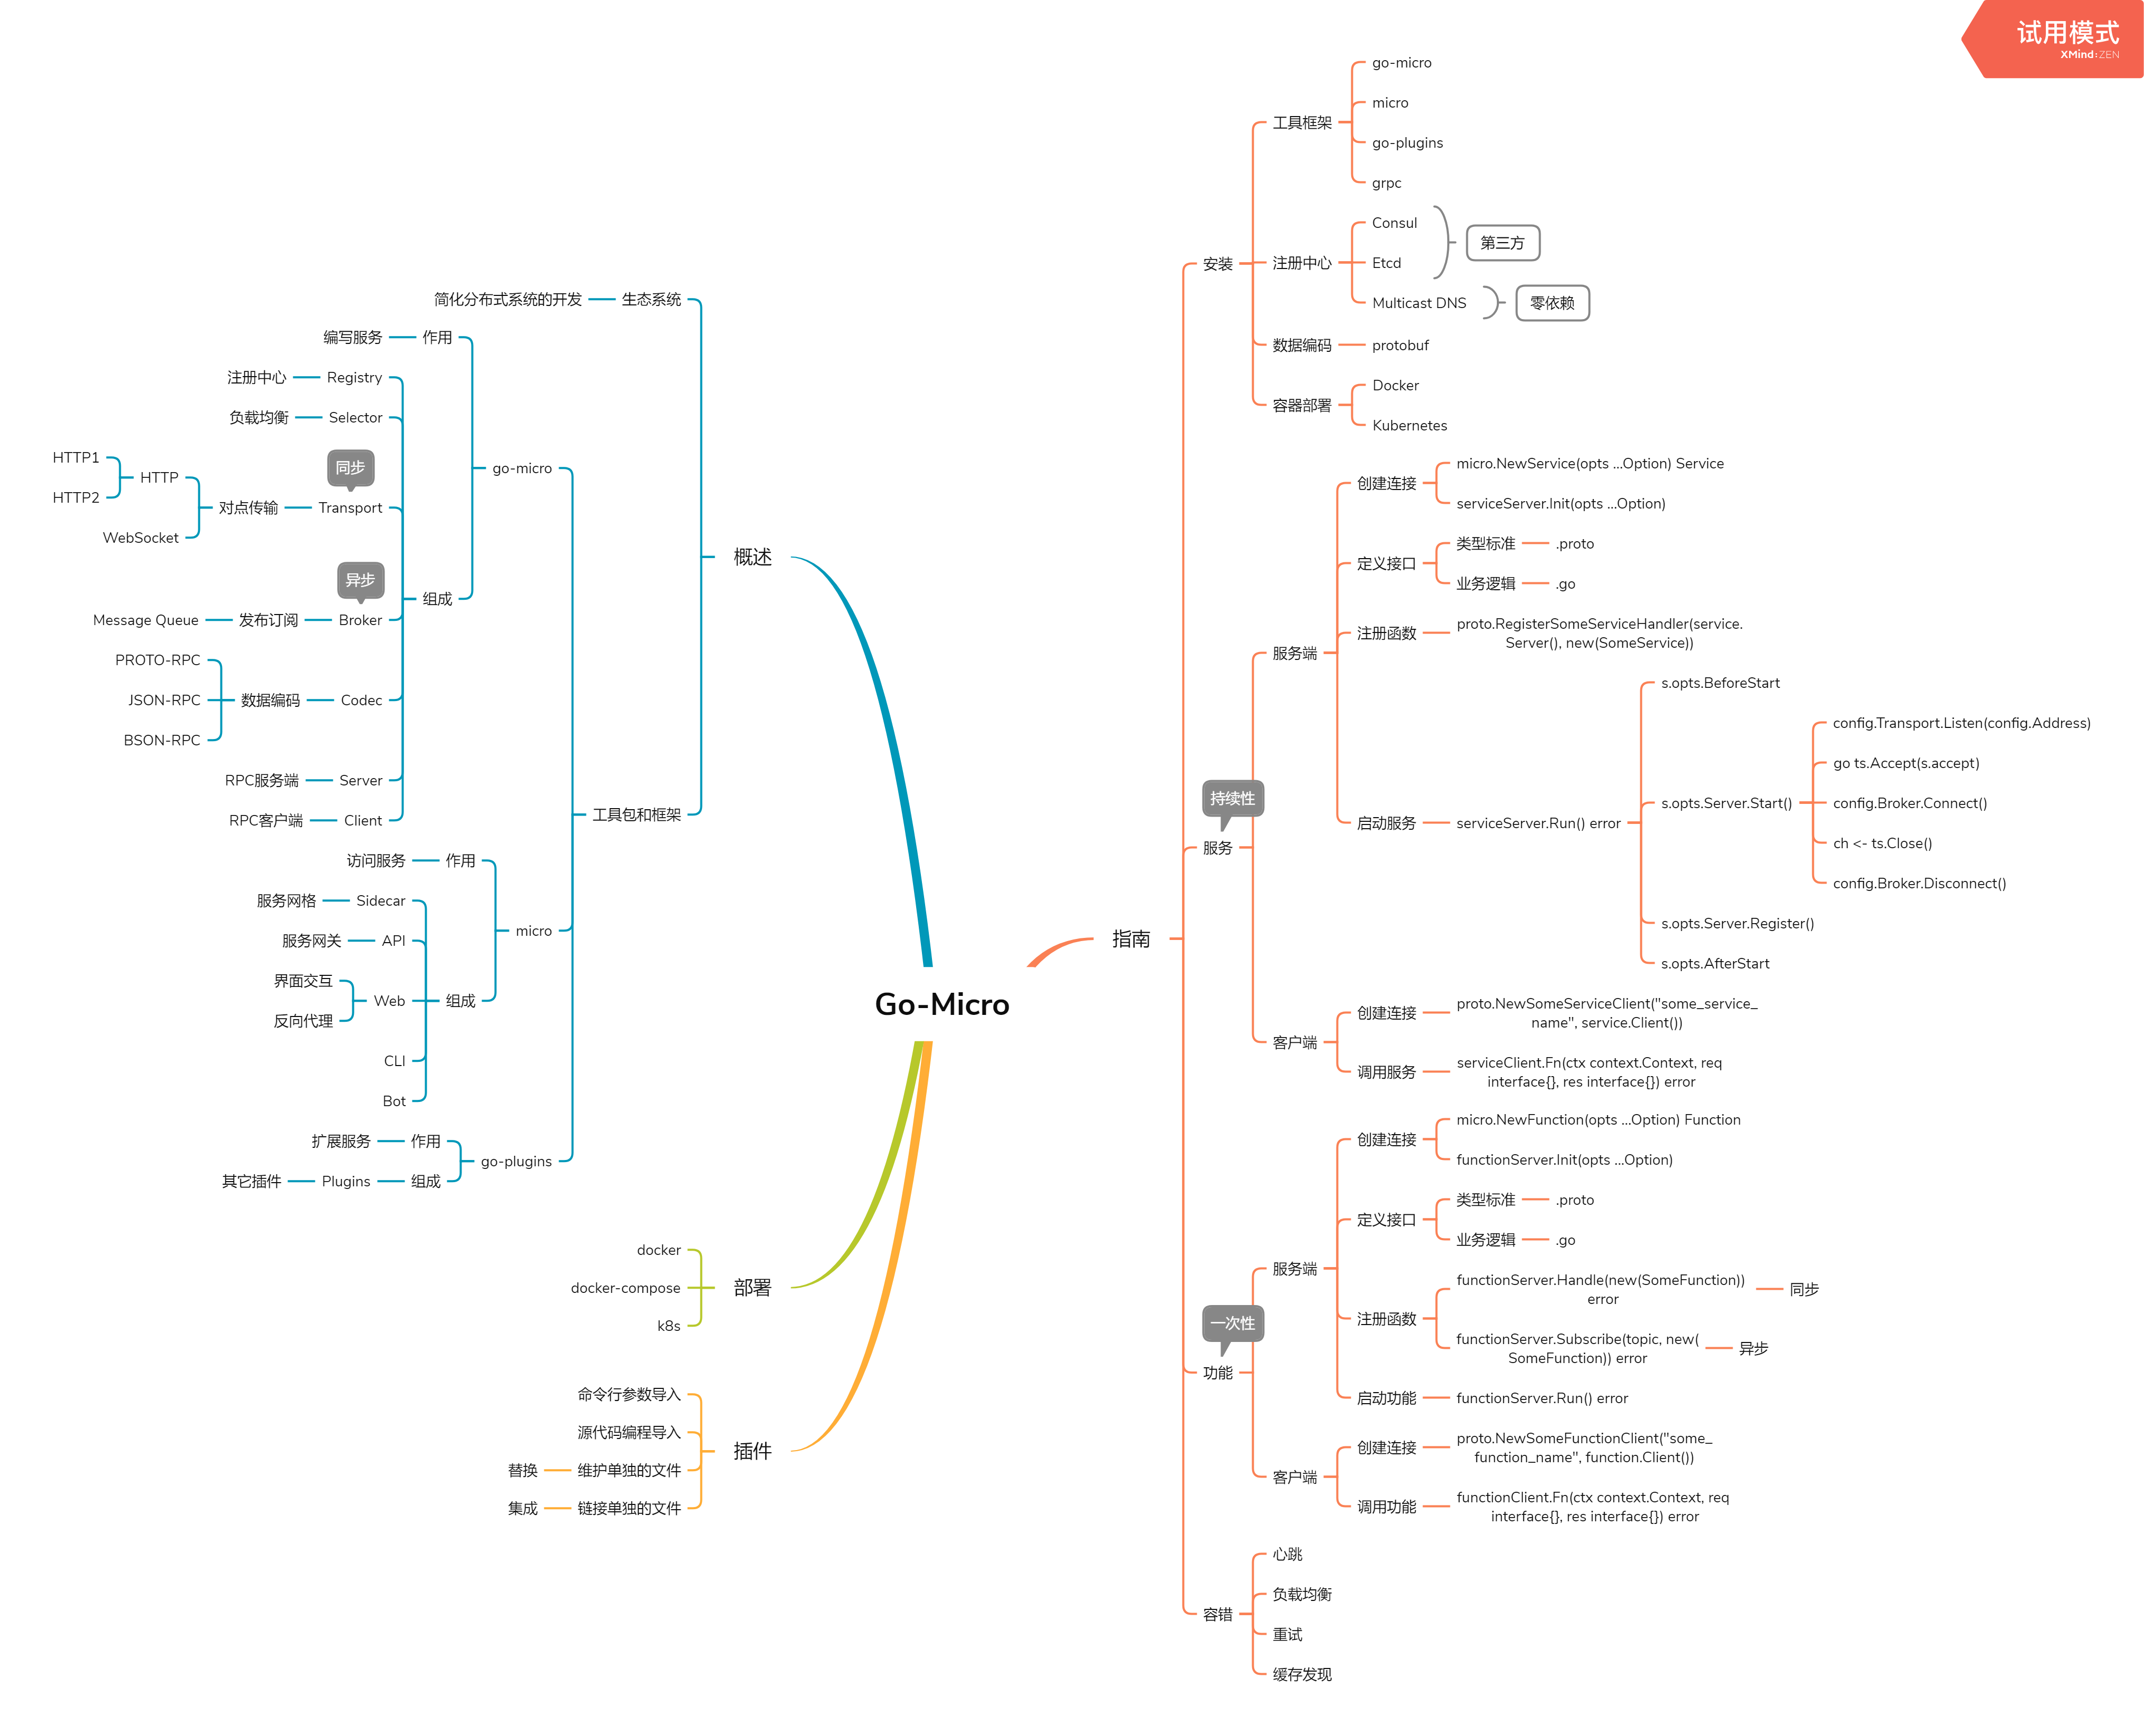 试用模式
XMind:ZEN
Go-Micro
概述
生态系统
简化分布式系统的开发
工具包和框架
go-micro
作用
编写服务
组成
Registry
注册中心
Selector
负载均衡
同步
Transport
对点传输
HTTP
HTTP1
HTTP2
WebSocket
异步
Broker
发布订阅
Message Queue
Codec
数据编码
PROTO-RPC
JSON-RPC
BSON-RPC
Server
RPC服务端
Client
RPC客户端
micro
作用
访问服务
组成
Sidecar
服务网格
API
服务网关
Web
界面交互
反向代理
CLI
Bot
go-plugins
作用
扩展服务
组成
Plugins
其它插件
部署
docker
docker-compose
k8s
插件
命令行参数导入
源代码编程导入
维护单独的文件
替换
链接单独的文件
集成
指南
安装
工具框架
go-micro
micro
go-plugins
grpc
注册中心
Consul
Etcd
第三方
Multicast DNS
零依赖
数据编码
protobuf
容器部署
Docker
Kubernetes
持续性
服务
服务端
创建连接
micro.NewService(opts ...Option) Service
serviceServer.Init(opts ...Option)
定义接口
类型标准
.proto
业务逻辑
.go
注册函数
proto.RegisterSomeServiceHandler(service.
Server(), new(SomeService))
启动服务
serviceServer.Run() error
s.opts.BeforeStart
s.opts.Server.Start()
config.Transport.Listen(config.Address)
go ts.Accept(s.accept)
config.Broker.Connect()
ch <- ts.Close()
config.Broker.Disconnect()
s.opts.Server.Register()
s.opts.AfterStart
客户端
创建连接
proto.NewSomeServiceClient("some_service_
name", service.Client())
调用服务
serviceClient.Fn(ctx context.Context, req
interface{}, res interface{}) error
一次性
功能
服务端
创建连接
micro.NewFunction(opts ...Option) Function
functionServer.Init(opts ...Option)
定义接口
类型标准
.proto
业务逻辑
.go
注册函数
functionServer.Handle(new(SomeFunction))
error
同步
functionServer.Subscribe(topic, new(
SomeFunction)) error
异步
启动功能
functionServer.Run() error
客户端
创建连接
proto.NewSomeFunctionClient("some_
function_name", function.Client())
调用功能
functionClient.Fn(ctx context.Context, req
interface{}, res interface{}) error
容错
心跳
负载均衡
重试
缓存发现